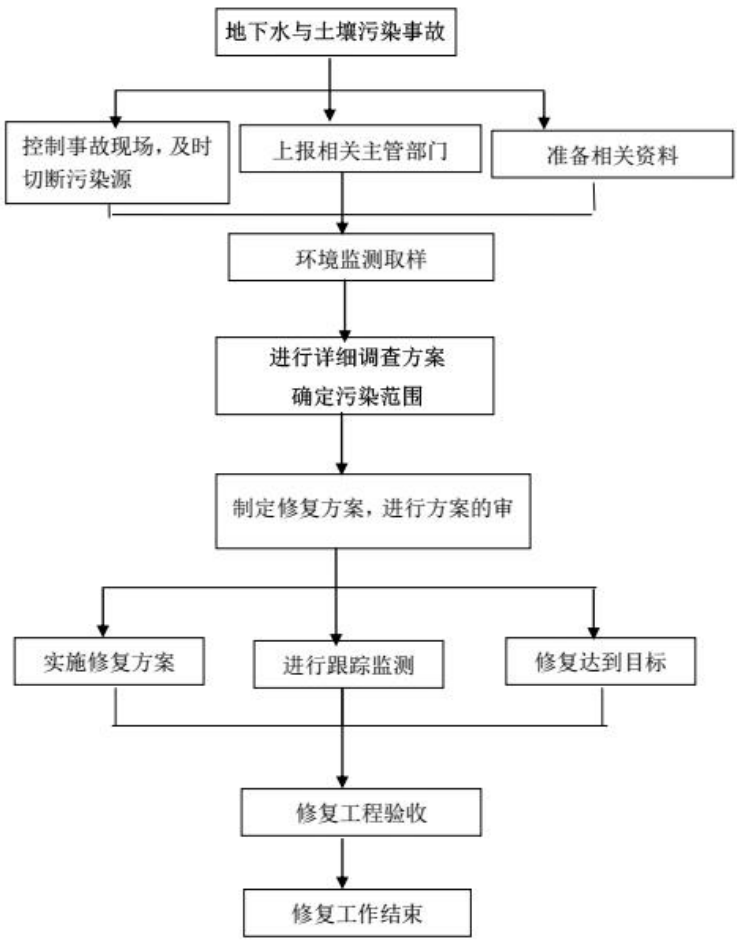 地下水与土壤污染事故
控制事故现场，及时
切断污染源
上报相关主管部门
准备相关资料
环境监测取样
进行详细调查方案
确定污染范围
制定修复方案，进行方案的审
实施修复方案
进行跟踪监测
修复达到目标
修复工程验收
修复工作结束